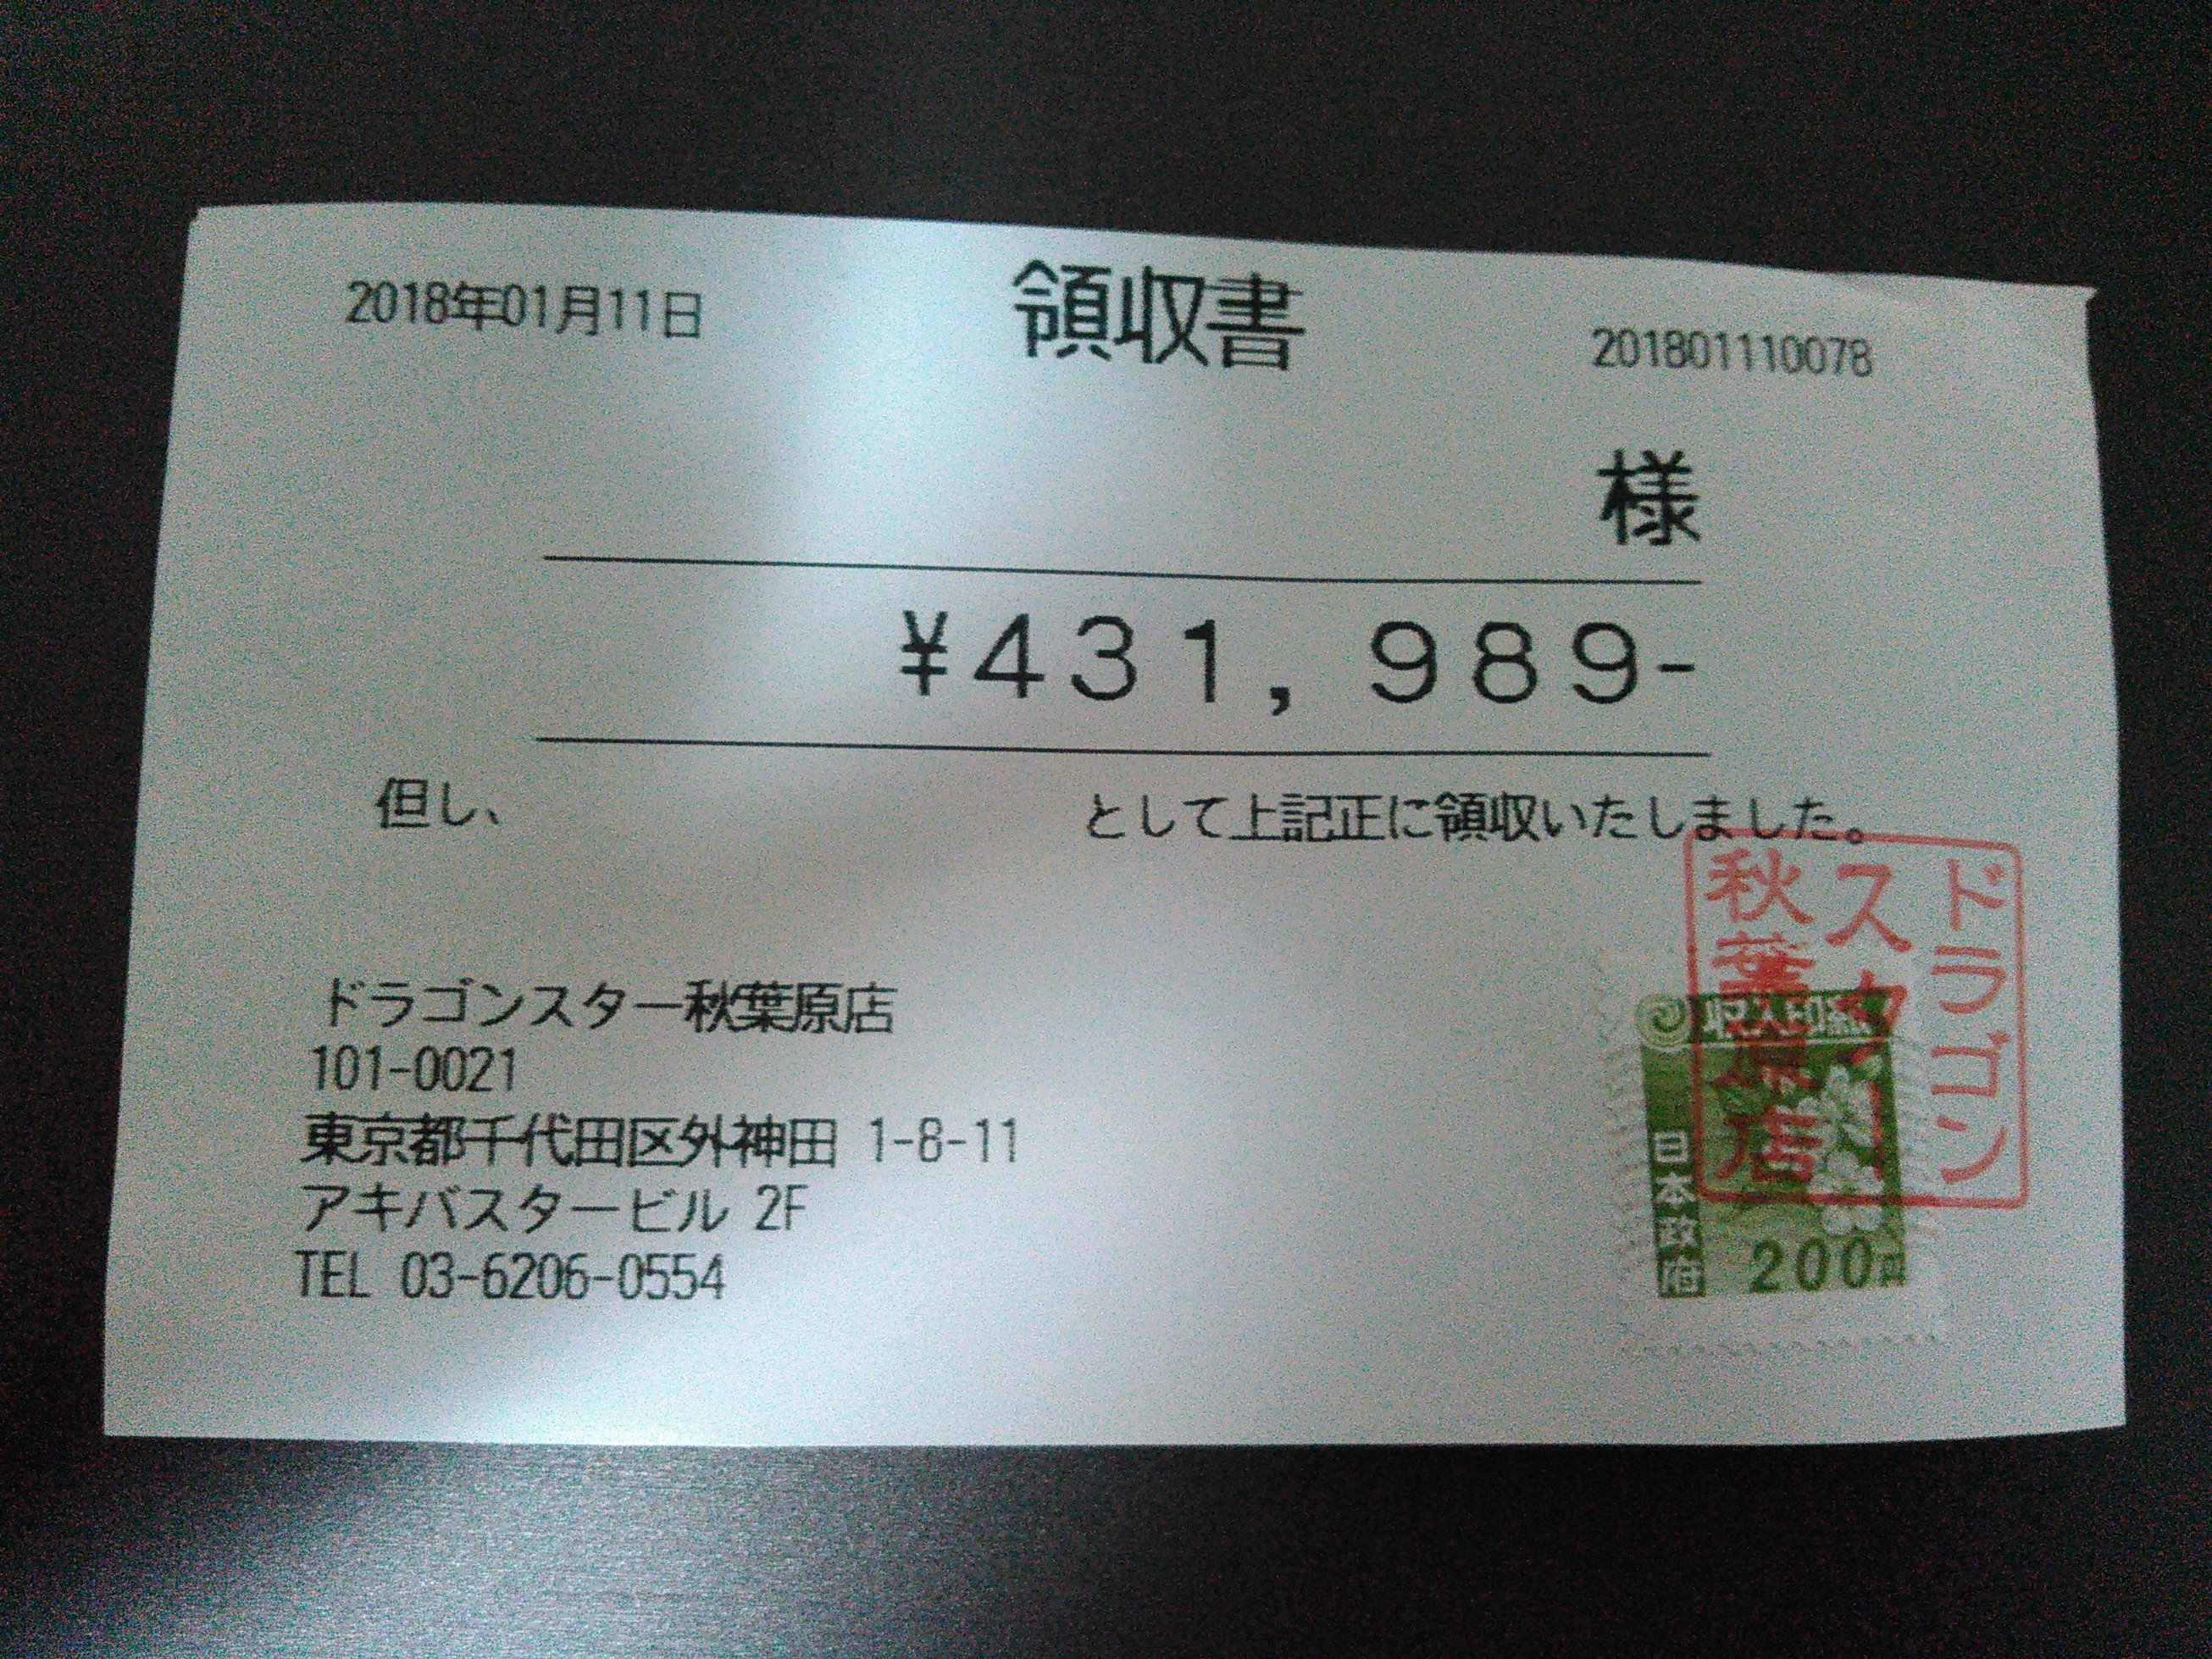 2018年01月11日
領収書
201801110078
様
¥431,989-
但し、 として上記正に領収いたしました。
ドラゴンスター秋葉原店
101-0021
東京都千代田区外神田 1-8-11
アキバスタービル 2F
TEL 03-6206-0554
ドラゴン
スター
秋葉原店
収入印紙
日本政府
200円